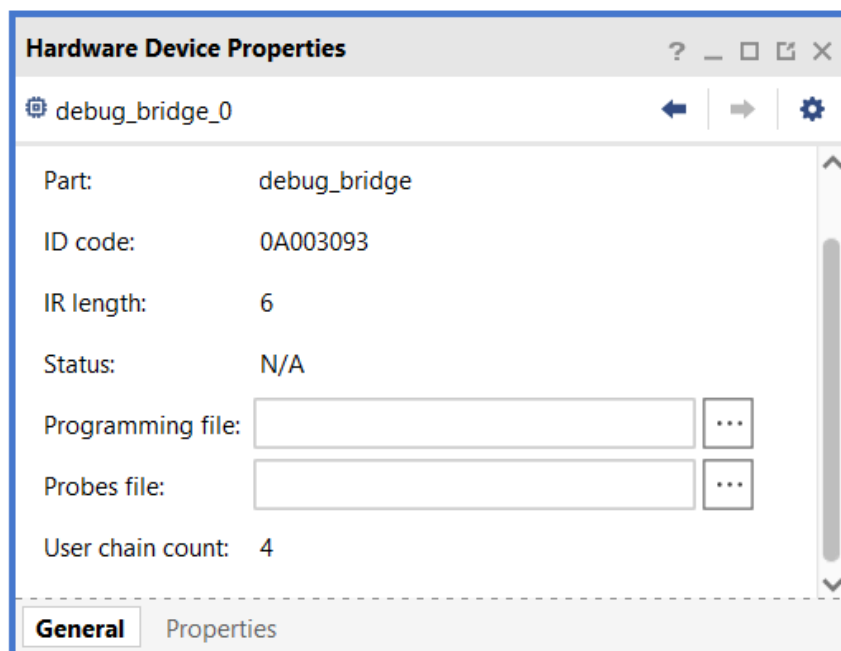 Hardware Device Properties
debug_bridge_0
Part: debug_bridge
ID code: 0A003093
IR length: 6
Status: N/A
Programming file: ...
Probes file: ...
User chain count: 4
General Properties